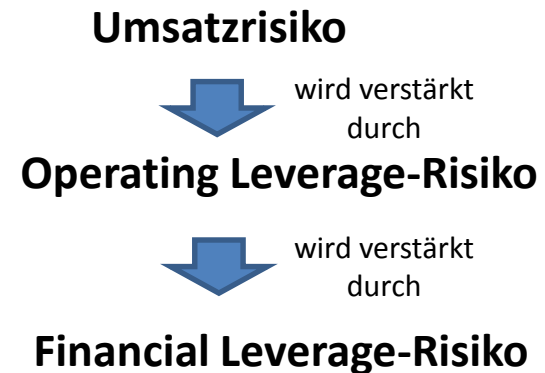 Umsatzrisiko
wird verstärkt
durch
Operating Leverage-Risiko
wird verstärkt
durch
Financial Leverage-Risiko